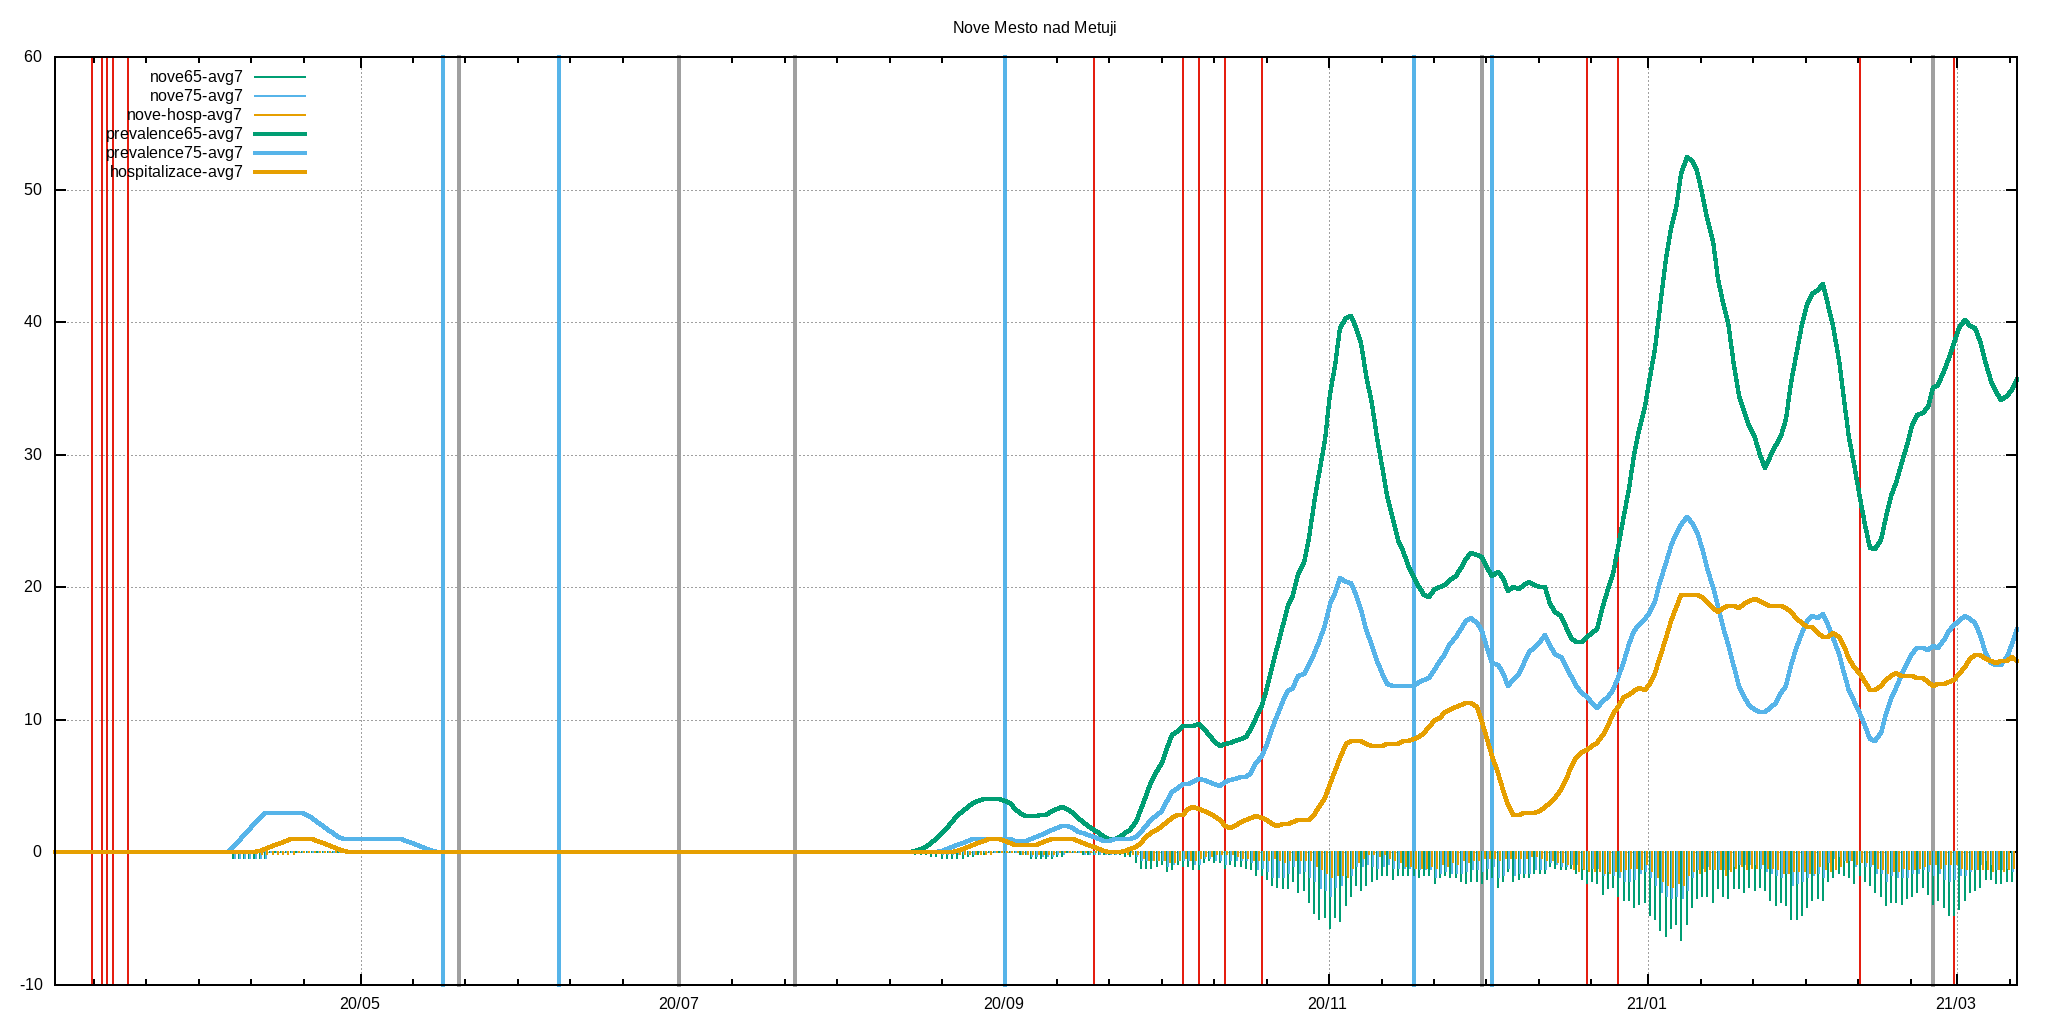 Nove Mesto nad Metuji
60
50
40
30
20
10
0
-10
nove65-avg7
nove75-avg7
nove-hosp-avg7
prevalence65-avg7
prevalence75-avg7
hospitalizace-avg7
20/05
20/07
20/09
20/11
21/01
21/03